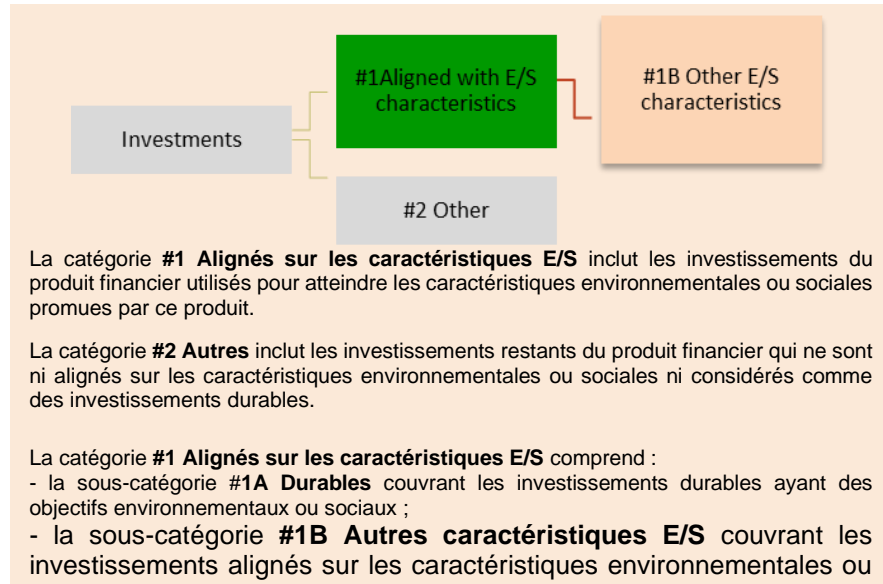 #1Aligned with E/S
characteristics
#1B Other E/S
characteristics
Investments
#2 Other
La catégorie #1 Alignés sur les caractéristiques E/S inclut les investissements du
produit financier utilisés pour atteindre les caractéristiques environnementales ou sociales
promues par ce produit.
La catégorie #2 Autres inclut les investissements restants du produit financier qui ne sont
ni alignés sur les caractéristiques environnementales ou sociales ni considérés comme
des investissements durables.
La catégorie #1 Alignés sur les caractéristiques E/S comprend :
- la sous-catégorie #1A Durables couvrant les investissements durables ayant des
objectifs environnementaux ou sociaux ;
- la sous-catégorie #1B Autres caractéristiques E/S couvrant les
investissements alignés sur les caractéristiques environnementales ou